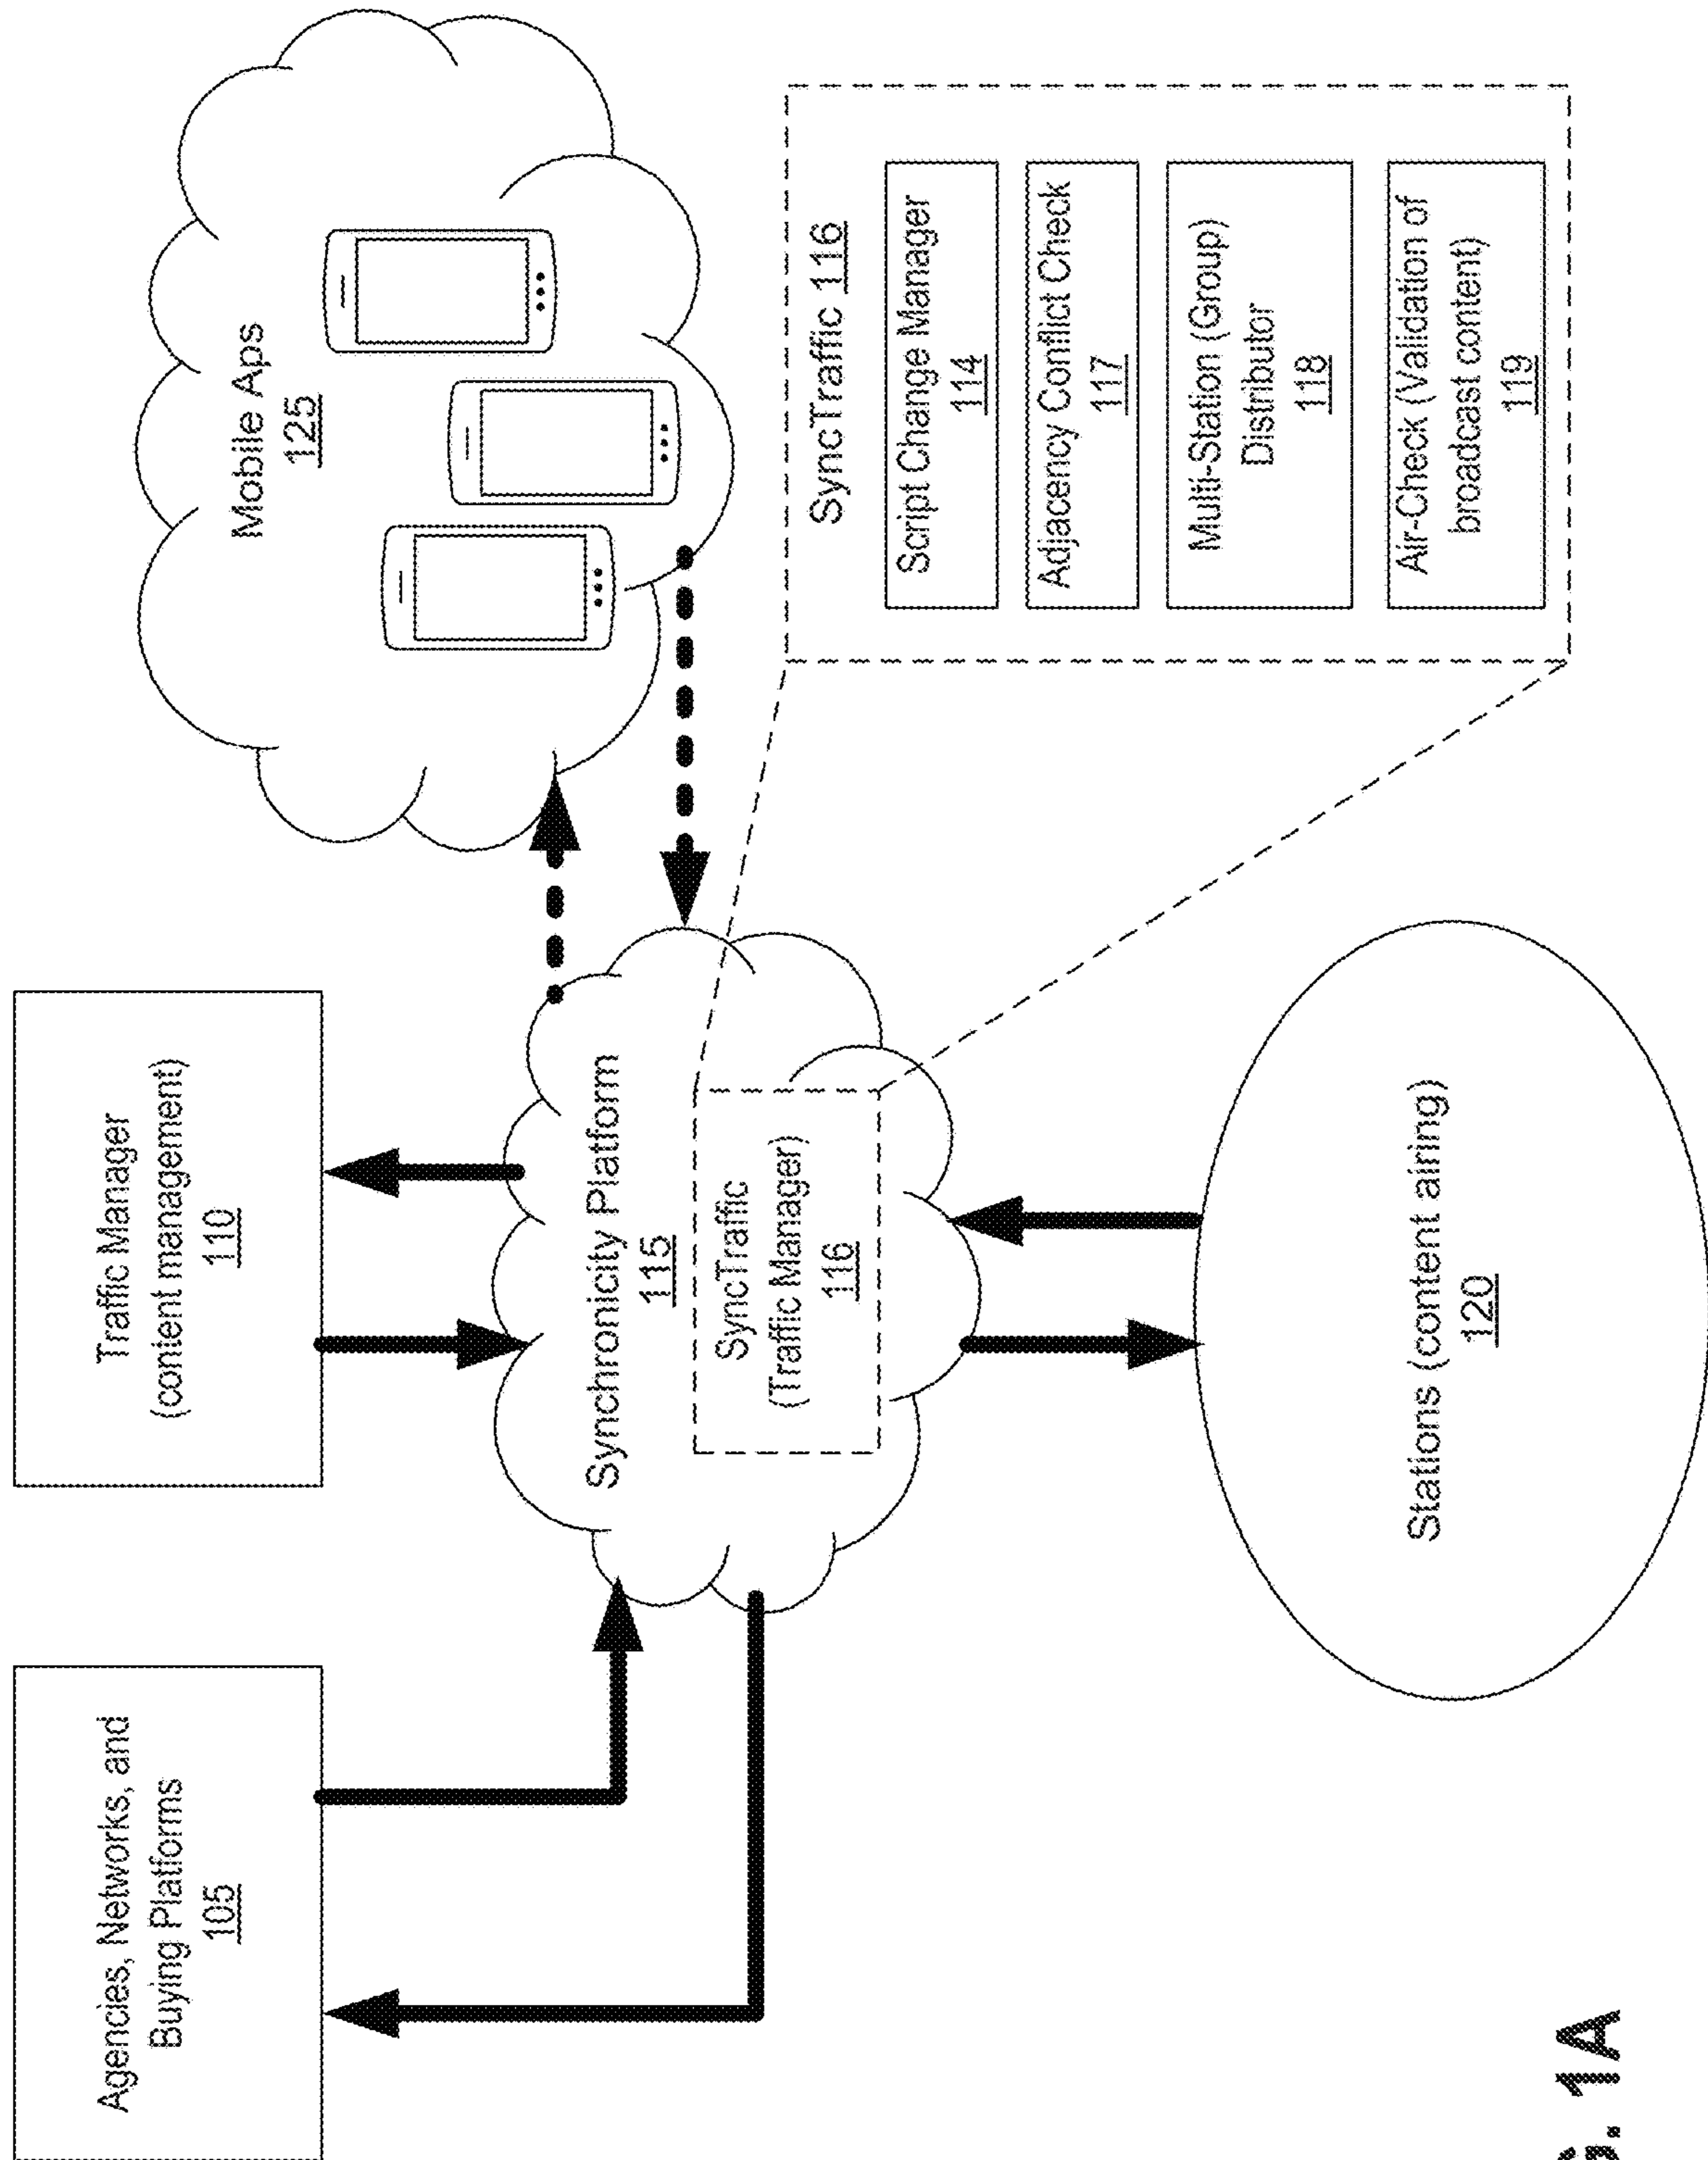 Agencies, Networks, and
Buying Platforms
105
Traffic Manager
(content management)
110
Mobile Aps
125
Synchronicity Platform
115
SyncTraffic
(Traffic Manager)
116
SyncTraffic 116
Script Change Manager
114
Adjacency Conflict Check
117
Multi-Station (Group)
Distributor
118
Air-Check (Validation of
broadcast content)
119
Stations (content airing)
120
G. 1A